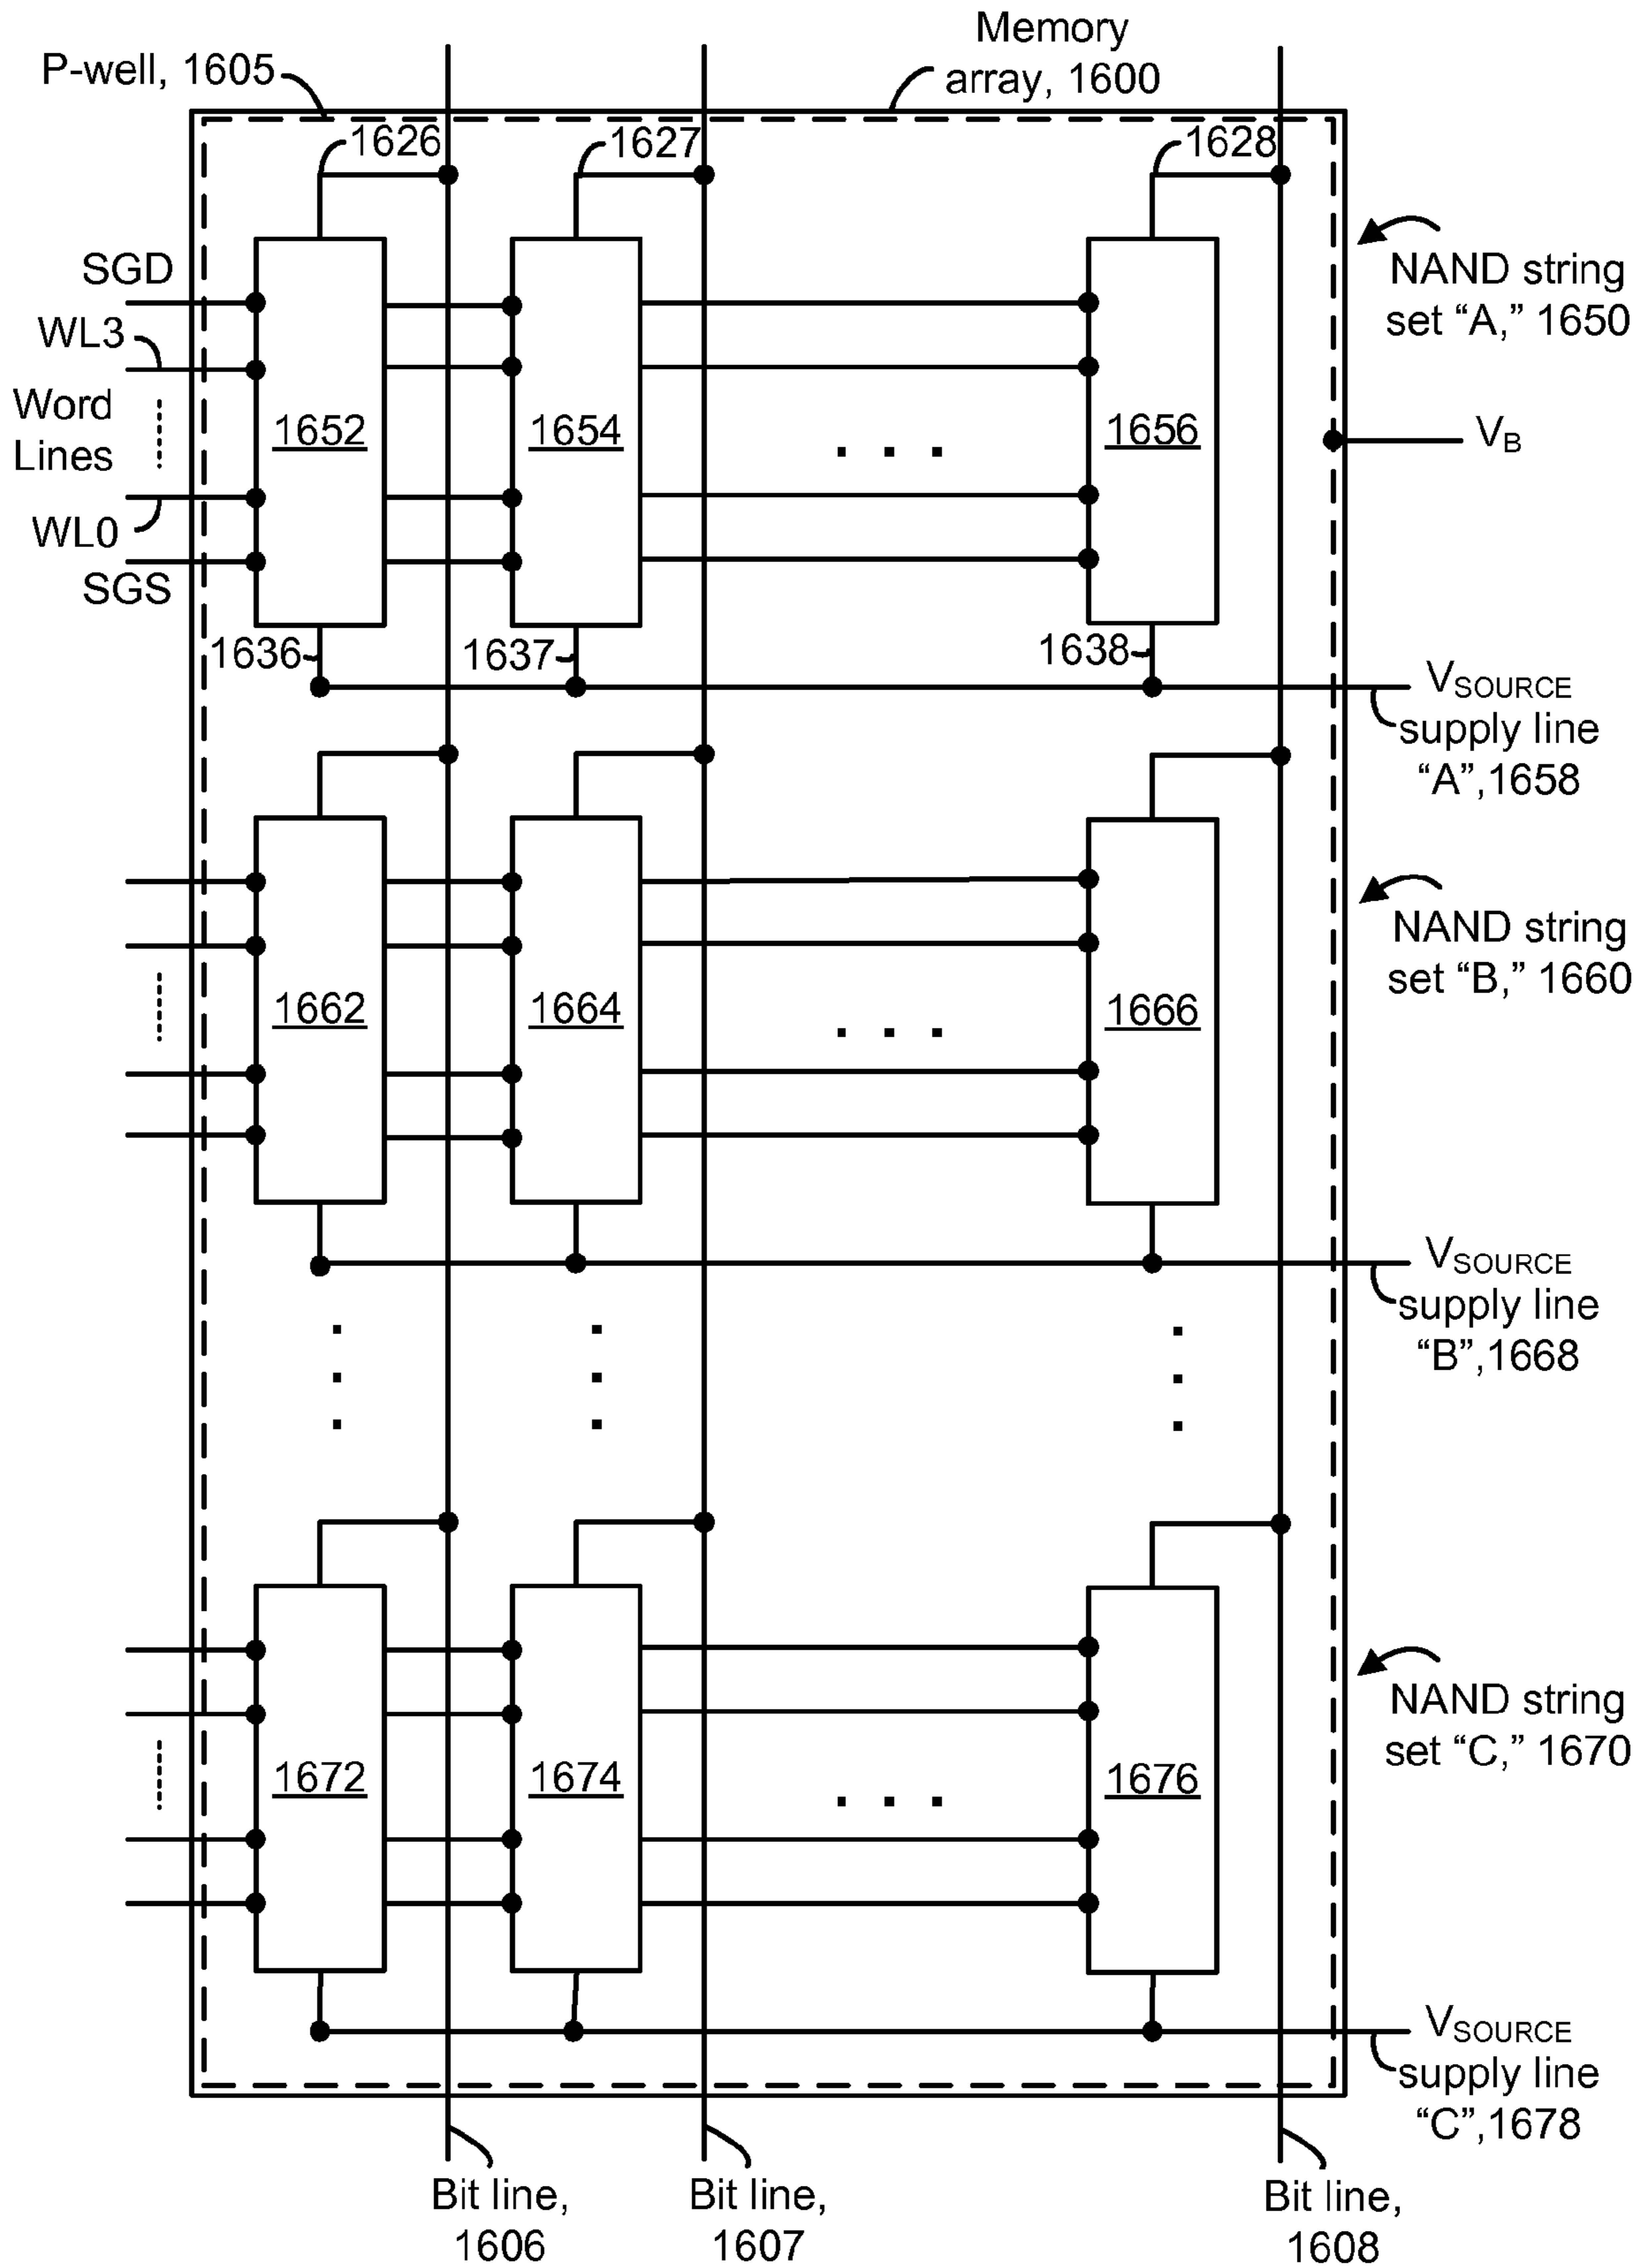 Memory
array, 1600
P-well, 1605
1626
1627
1628
SGD
WL3
Word
Lines
WL0
SGS
1652
1654
. . .
1656
NAND string
set “A,” 1650
VB
1636
1637
1638
VSOURCE
supply line
“A”,1658
1662
1664
. . .
1666
NAND string
set “B,” 1660
VSOURCE
supply line
“B”,1668
1672
1674
. . .
1676
NAND string
set “C,” 1670
VSOURCE
supply line
“C”,1678
Bit line,
1606
Bit line,
1607
Bit line,
1608